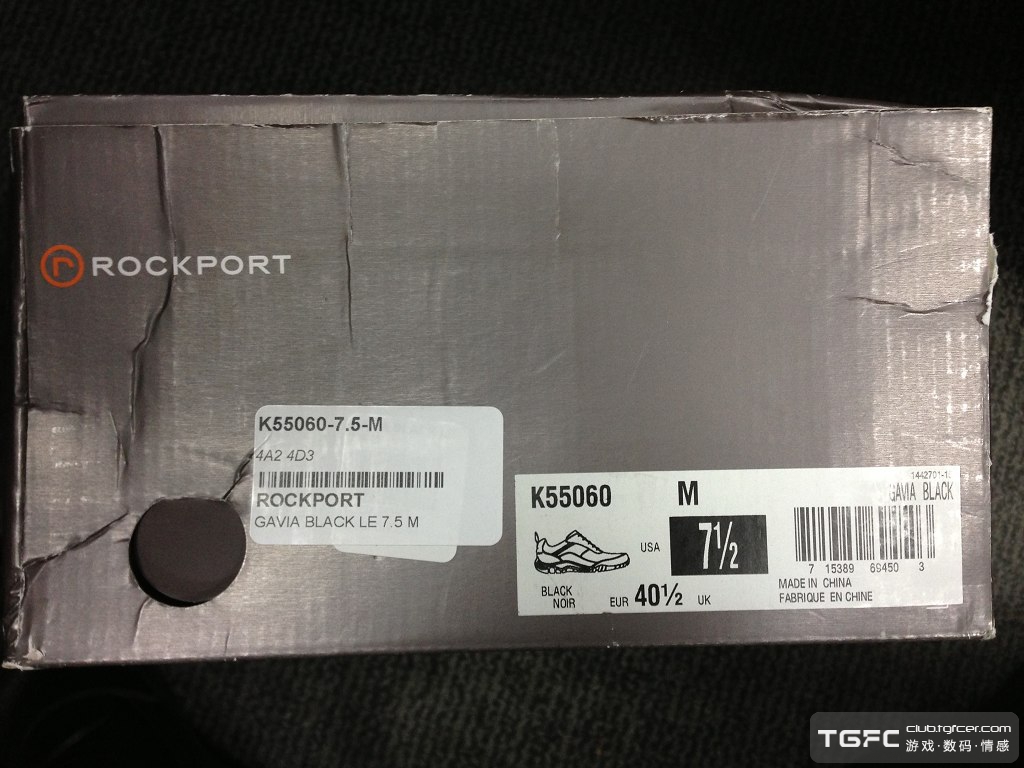 ROCKPORT
K55060-7.5-M
4A2 4D3
ROCKPORT
GAVIA BLACK LE 7.5 M
K55060 M
1442701-1
GAVIA BLACK
USA 7½
7 15389 69450 3
BLACK
NOIR
EUR 40½ UK
MADE IN CHINA
FABRIQUE EN CHINE
TGFC club.tgfcer.com
游戏·数码·情感